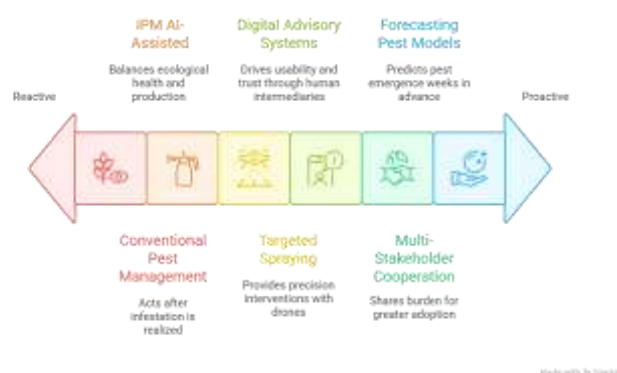 IPM AI-
Assisted
Balances ecological
health and
production
Digital Advisory
Systems
Drives usability and
trust through human
intermediaries
Forecasting
Pest Models
Predicts pest
emergence weeks in
advance
Reactive
Proactive
Conventional
Pest
Management
Acts after
infestation is
realized
Targeted
Spraying
Provides precision
interventions with
drones
Multi-
Stakeholder
Cooperation
Shares burden for
greater adoption
Made with